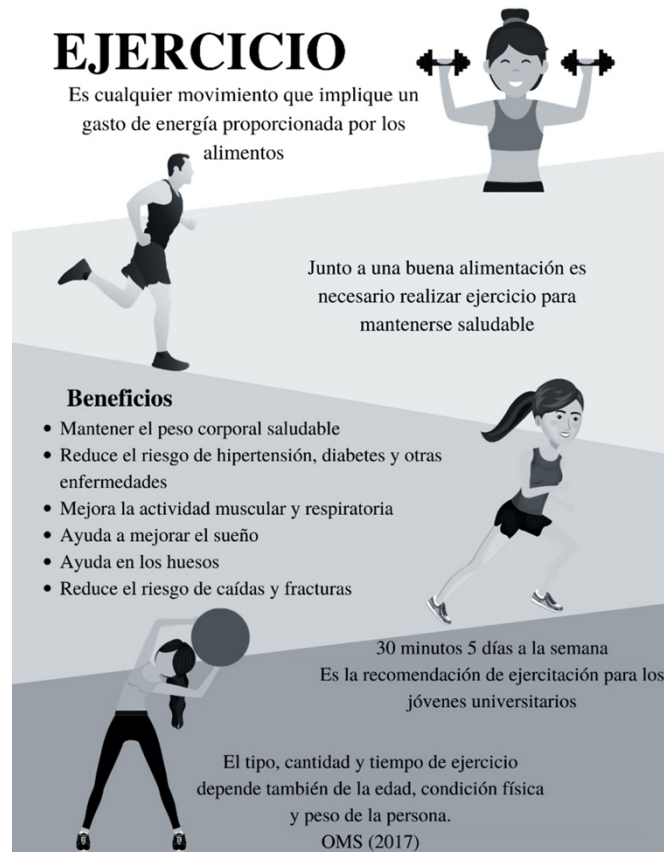 EJERCICIO
Es cualquier movimiento que implique un
gasto de energía proporcionada por los
alimentos
Junto a una buena alimentación es
necesario realizar ejercicio para
mantenerse saludable
Beneficios
• Mantener el peso corporal saludable
• Reduce el riesgo de hipertensión, diabetes y otras
enfermedades
• Mejora la actividad muscular y respiratoria
• Ayuda a mejorar el sueño
• Ayuda en los huesos
• Reduce el riesgo de caídas y fracturas
30 minutos 5 días a la semana
Es la recomendación de ejercitación para los
jóvenes universitarios
El tipo, cantidad y tiempo de ejercicio
depende también de la edad, condición física
y peso de la persona.
OMS (2017)